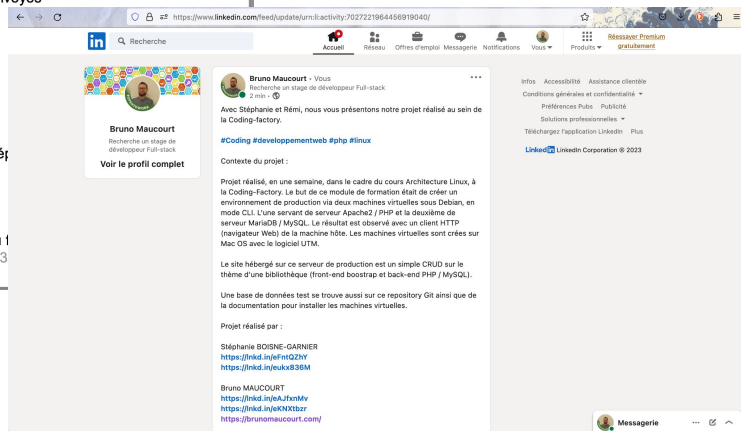 https://www.linkedin.com/feed/update/urn:li:activity:7027221964456919040/
in
Recherche
Accueil
Réseau
Offres d'emploi
Messagerie
Notifications
Vous
Produits
Réessayer Premium
gratuitement
Bruno Maucourt
Recherche un stage de
développeur Full-stack
Voir le profil complet
Bruno Maucourt • Vous
Recherche un stage de développeur Full-stack
2 min •
Avec Stéphanie et Rémi, nous vous présentons notre projet réalisé au sein de
la Coding-factory.
#Coding #developpementweb #php #linux
Contexte du projet :
Projet réalisé, en une semaine, dans le cadre du cours Architecture Linux, à
la Coding-Factory. Le but de ce module de formation était de créer un
environnement de production via deux machines virtuelles sous Debian, en
mode CLI. L'une servant de serveur Apache2 / PHP et la deuxième de
serveur MariaDB / MySQL. Le résultat est observé avec un client HTTP
(navigateur Web) de la machine hôte. Les machines virtuelles sont crées sur
Mac OS avec le logiciel UTM.
Le site hébergé sur ce serveur de production est un simple CRUD sur le
thème d'une bibliothèque (front-end boostrap et back-end PHP / MySQL).
Une base de données test se trouve aussi sur ce repository Git ainsi que de
la documentation pour installer les machines virtuelles.
Projet réalisé par :
Stéphanie BOISNE-GARNIER
https://lnkd.in/eFntQZhY
https://lnkd.in/eukx836M
Bruno MAUCOURT
https://lnkd.in/eAJfxnMv
https://lnkd.in/eKNXtbzr
https://brunomaucourt.com/
Infos Accessibilité Assistance clientèle
Conditions générales et confidentialité
Préférences Pubs Publicité
Solutions professionnelles
Téléchargez l'application LinkedIn Plus
Linked in LinkedIn Corporation © 2023
Messagerie